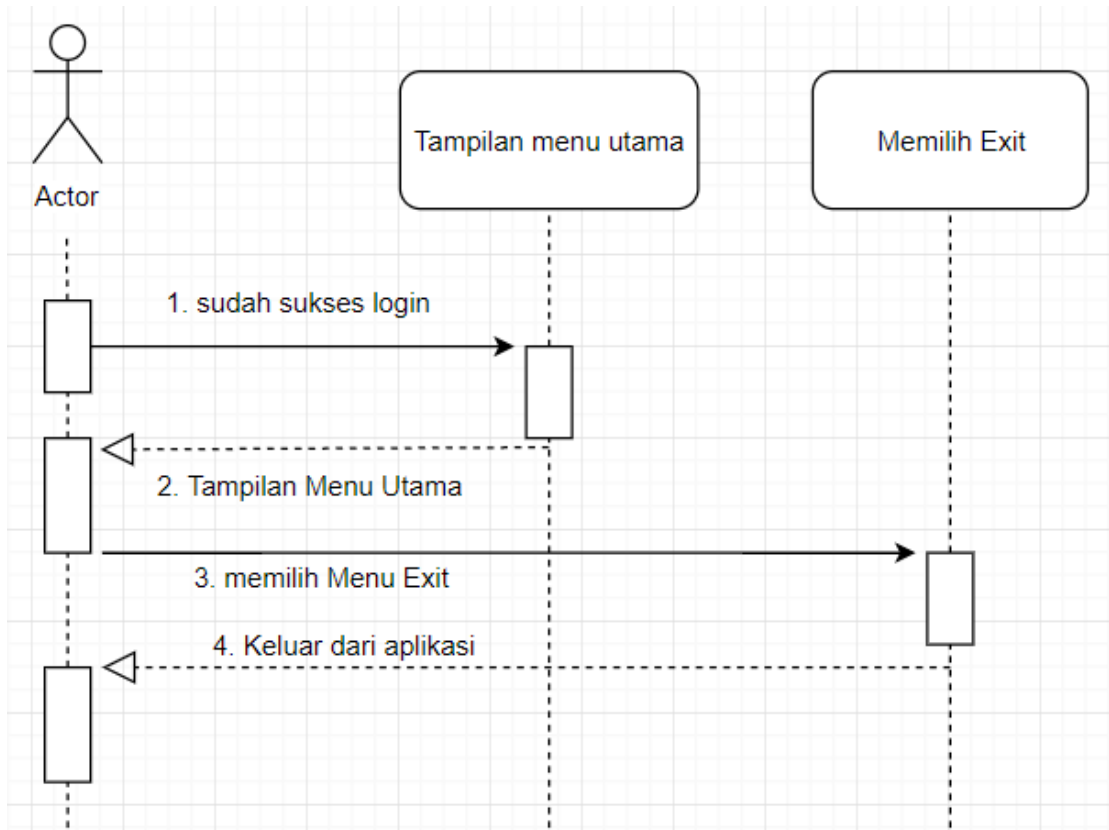 Tampilan menu utama
Memilih Exit
Actor
1. sudah sukses login
2. Tampilan Menu Utama
3. memilih Menu Exit
4. Keluar dari aplikasi